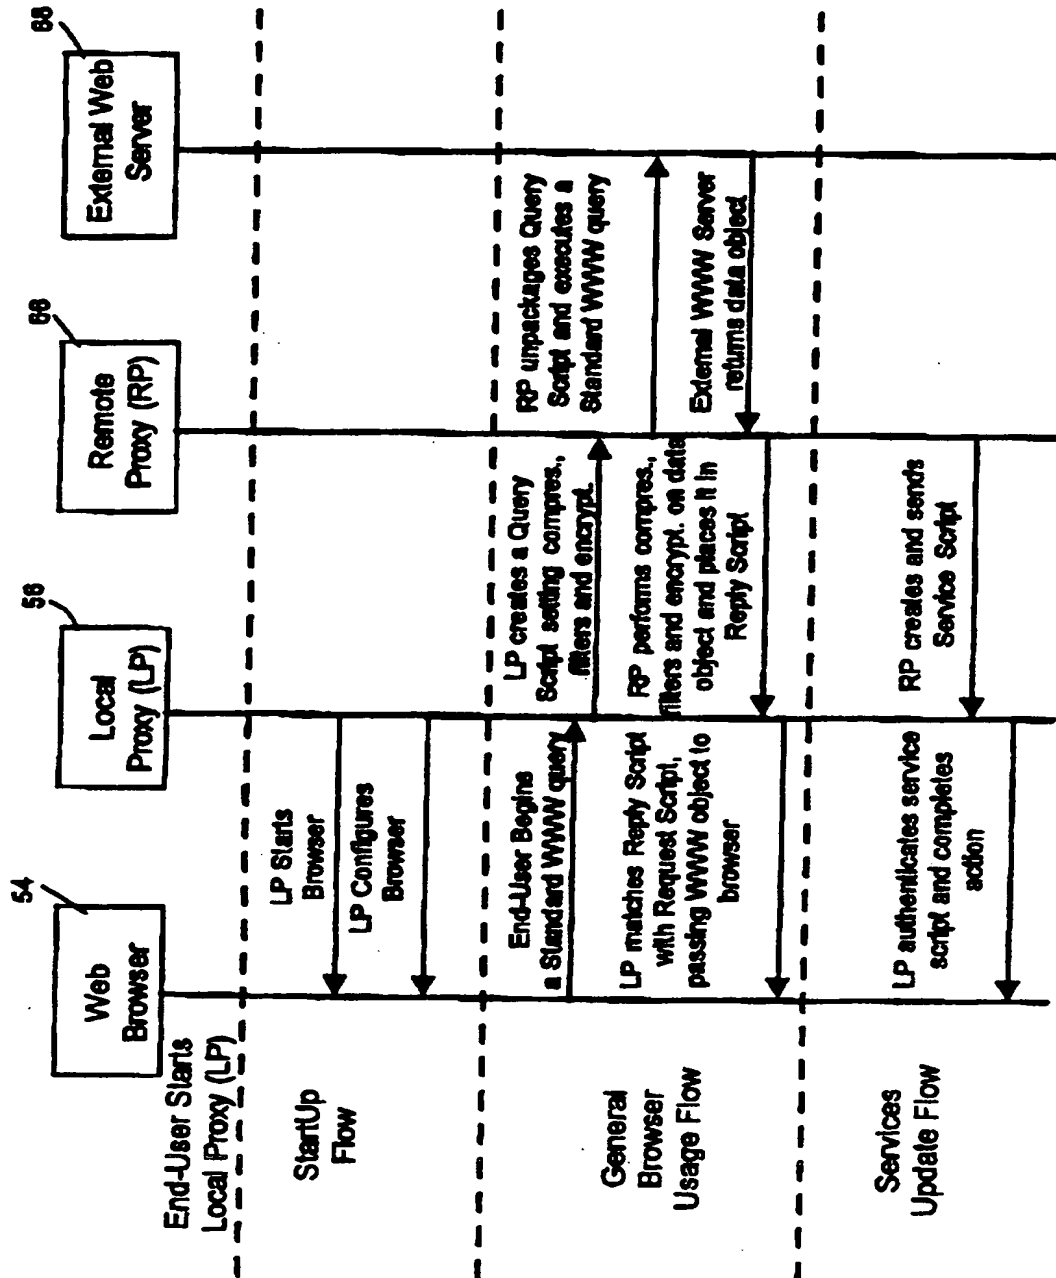 54
Web
Browser
56
Local
Proxy (LP)
66
Remote
Proxy (RP)
68
External Web
Server
End-User Starts
Local Proxy (LP)
StartUp
Flow
LP Starts
Browser
LP Configures
Browser
General
Browser
Usage Flow
End-User Begins
a Standard WWW query
LP creates a Query
Script setting compres.,
filters and encrypt.
RP unpackages Query
Script and executes a
Standard WWW query
External WWW Server
returns data object
RP performs compres.,
filters and encrypt. on data
object and places it in
Reply Script
LP matches Reply Script
with Request Script,
passing WWW object to
browser
Services
Update Flow
RP creates and sends
Service Script
LP authenticates service
script and completes
action